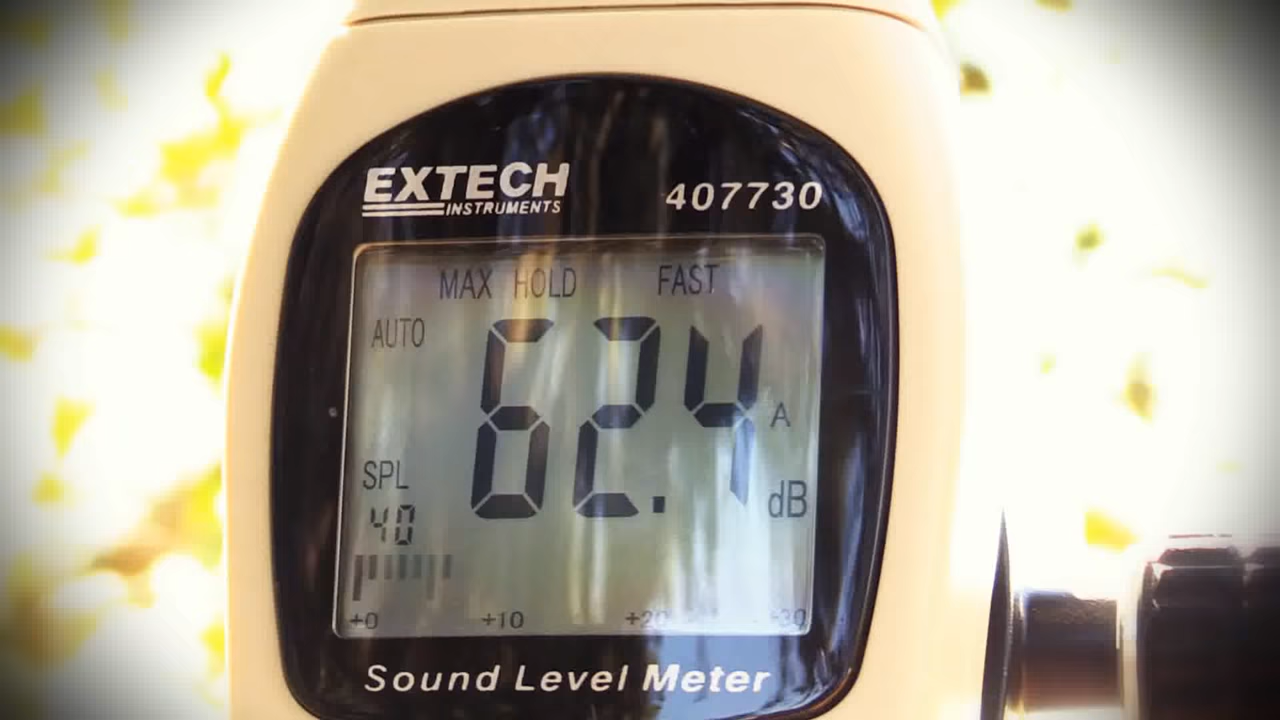 EXTECH
INSTRUMENTS
407730
MAX HOLD FAST
AUTO
62.4
A
dB
SPL
40
+0 +10 +20 +30
Sound Level Meter